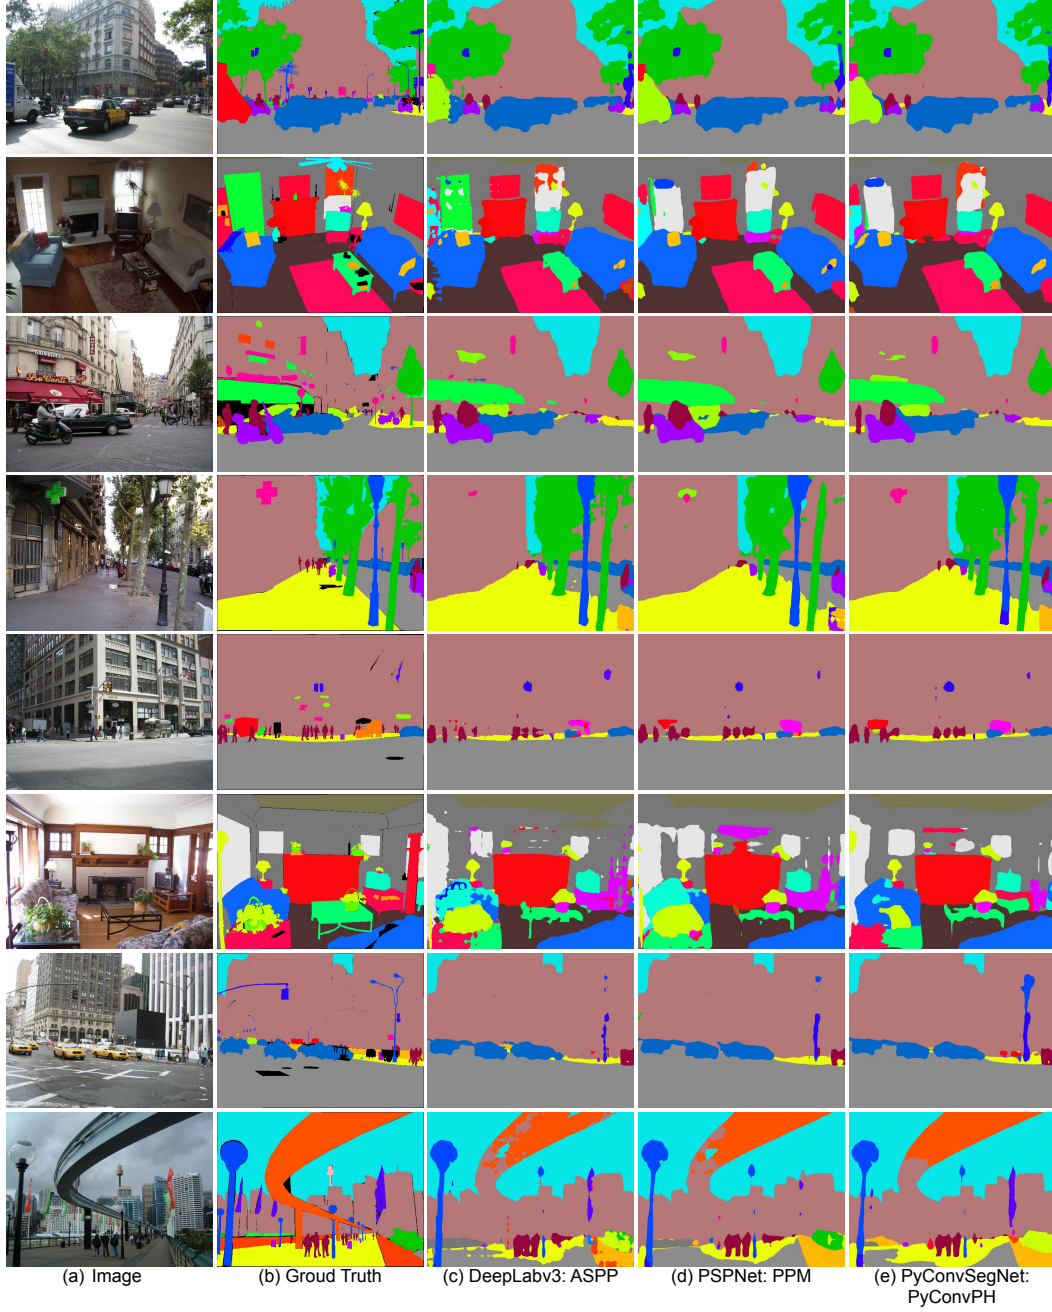 (a) Image
(b) Groud Truth
(c) DeepLabv3: ASPP
(d) PSPNet: PPM
(e) PyConvSegNet:
PyConvPH